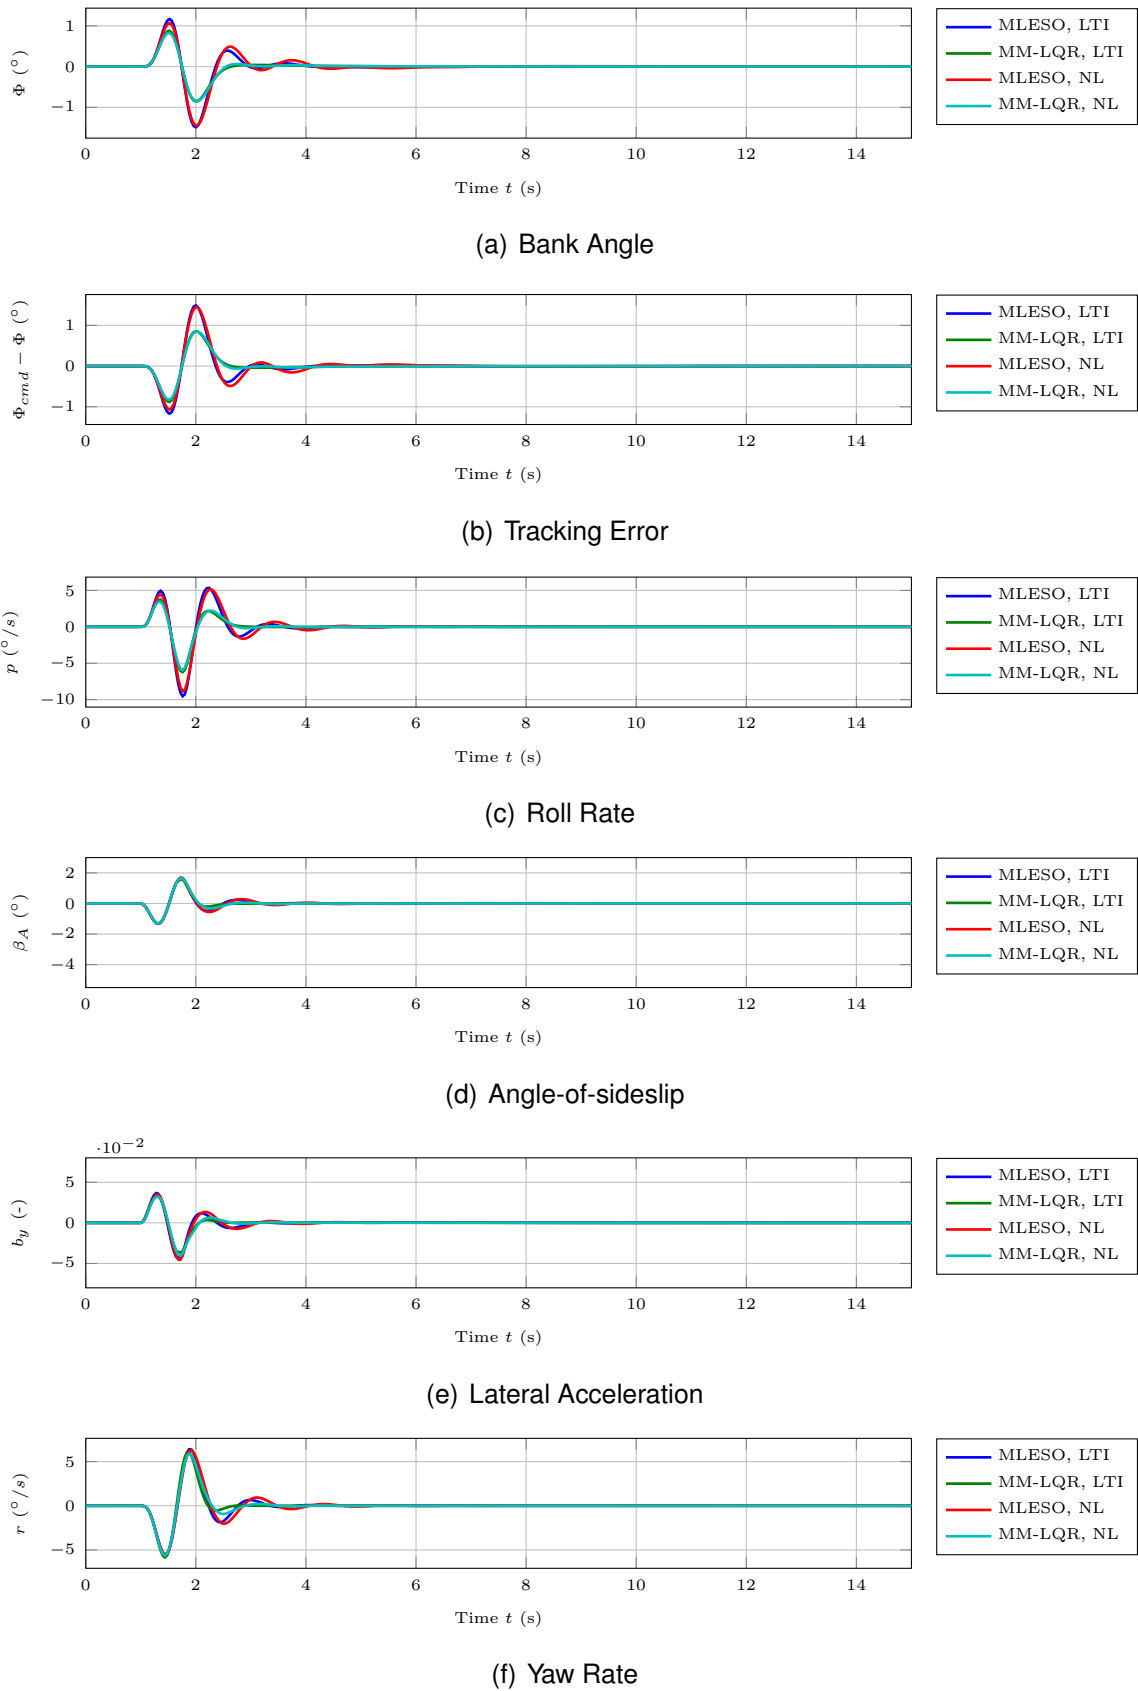 1
0
−1
Φ (°)
0 2 4 6 8 10 12 14
Time t (s)
MLESO, LTI
MM-LQR, LTI
MLESO, NL
MM-LQR, NL
(a) Bank Angle
1
0
−1
Φcmd − Φ (°)
0 2 4 6 8 10 12 14
Time t (s)
MLESO, LTI
MM-LQR, LTI
MLESO, NL
MM-LQR, NL
(b) Tracking Error
5
0
−5
−10
p (°/s)
0 2 4 6 8 10 12 14
Time t (s)
MLESO, LTI
MM-LQR, LTI
MLESO, NL
MM-LQR, NL
(c) Roll Rate
2
0
−2
−4
βA (°)
0 2 4 6 8 10 12 14
Time t (s)
MLESO, LTI
MM-LQR, LTI
MLESO, NL
MM-LQR, NL
(d) Angle-of-sideslip
·10−2
5
0
−5
by (-)
0 2 4 6 8 10 12 14
Time t (s)
MLESO, LTI
MM-LQR, LTI
MLESO, NL
MM-LQR, NL
(e) Lateral Acceleration
5
0
−5
r (°/s)
0 2 4 6 8 10 12 14
Time t (s)
MLESO, LTI
MM-LQR, LTI
MLESO, NL
MM-LQR, NL
(f) Yaw Rate